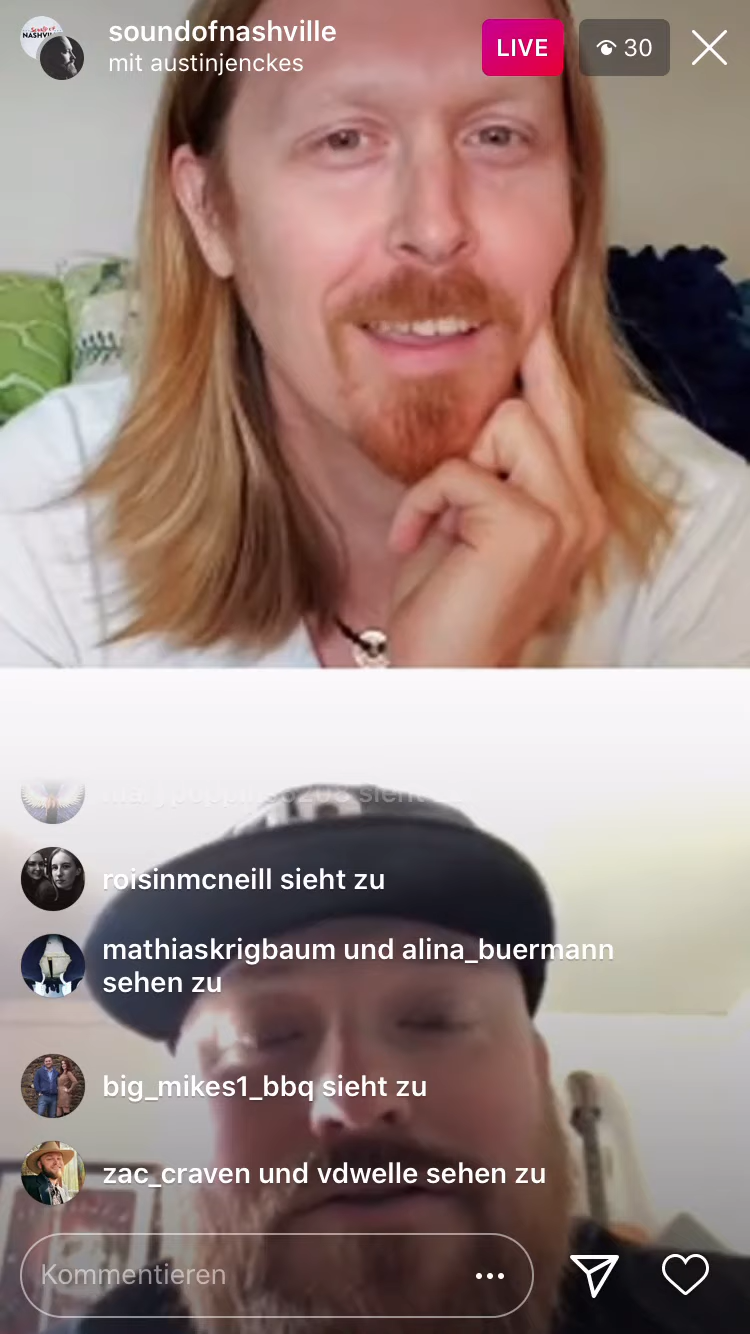 soundofnashville
mit austinjenckes
LIVE
30
roisinmcneill sieht zu
mathiaskrigbaum und alina_buermann
sehen zu
big_mikes1_bbq sieht zu
zac_craven und vdwelle sehen zu
Kommentieren